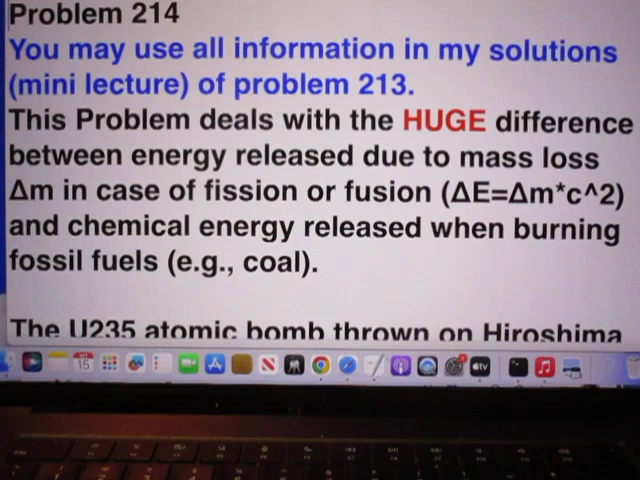 Problem 214
You may use all information in my solutions
(mini lecture) of problem 213.
This Problem deals with the HUGE difference
between energy released due to mass loss
Δm in case of fission or fusion (ΔE=Δm*c^2)
and chemical energy released when burning
fossil fuels (e.g., coal).
The U235 atomic bomb thrown on Hiroshima
15
tv